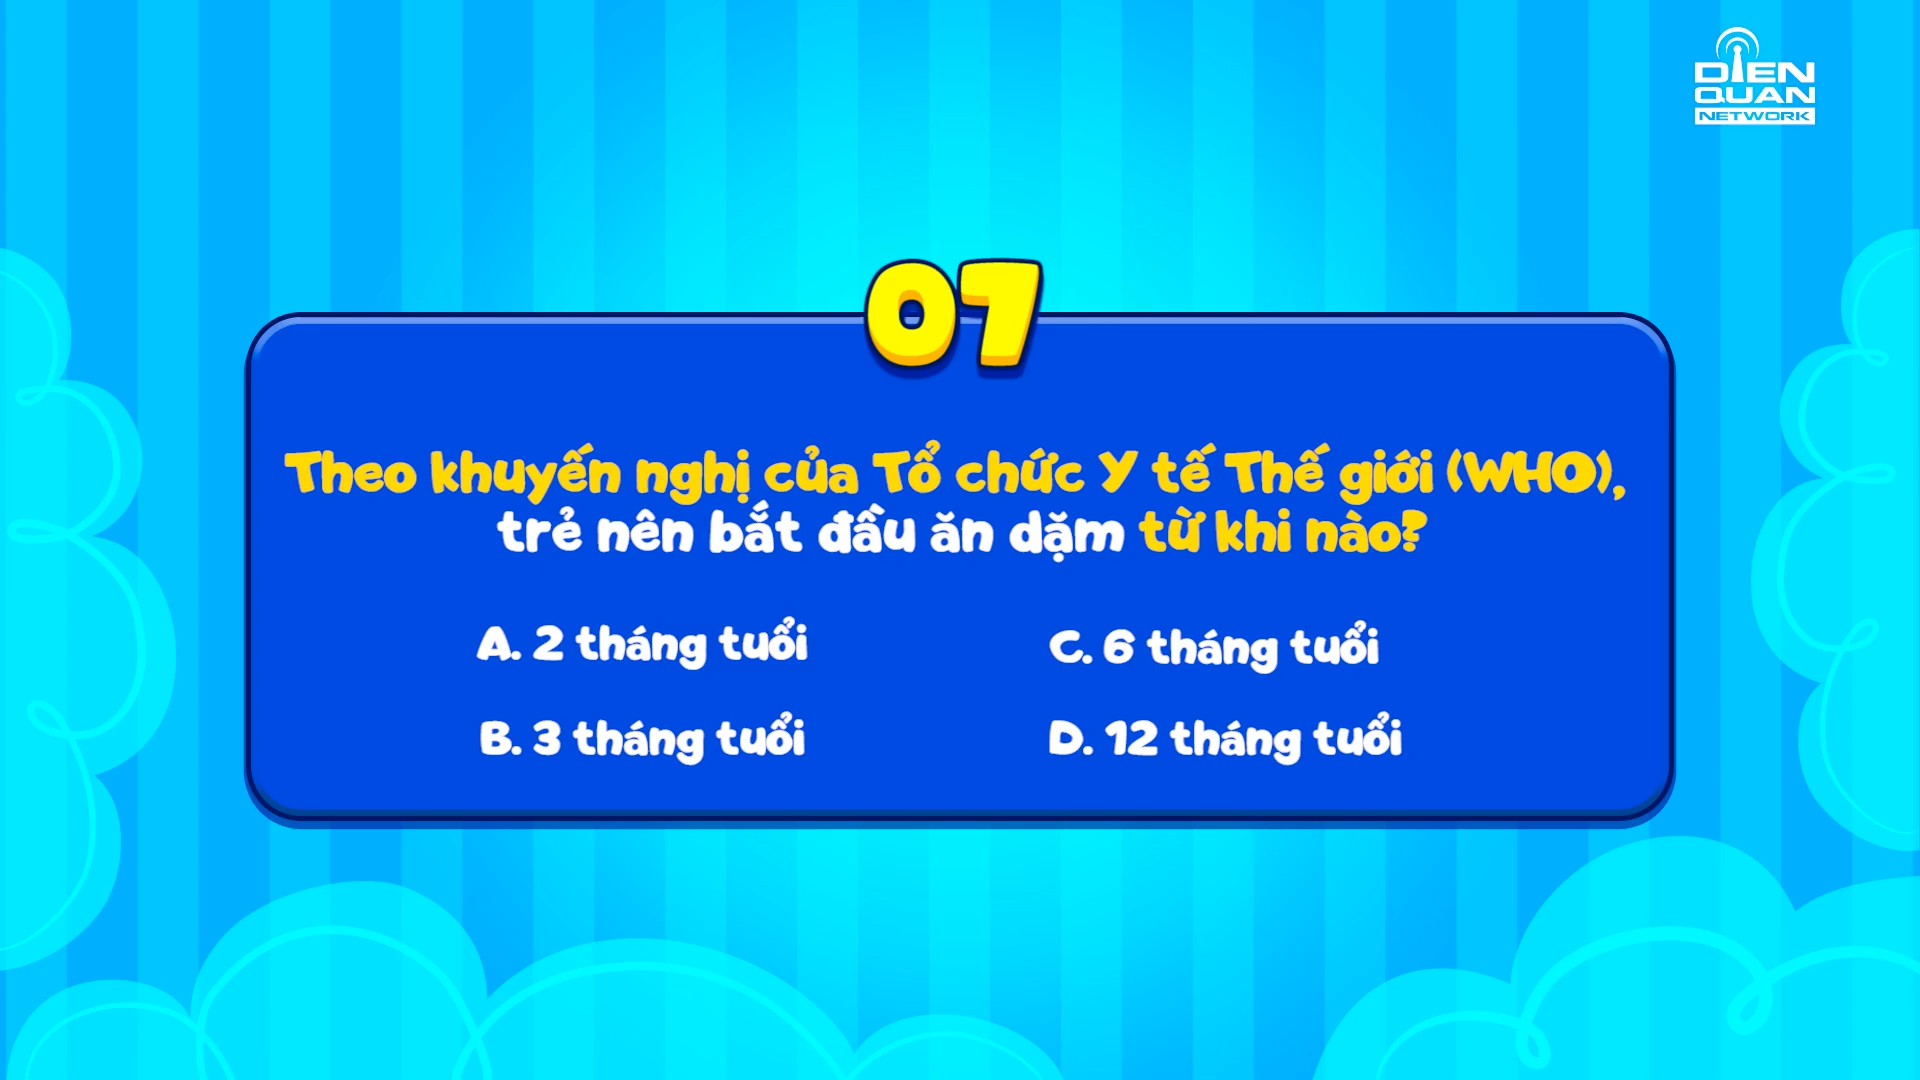 DIEN
QUAN
NETWORK
07
Theo khuyến nghị của Tổ chức Y tế Thế giới (WHO),
trẻ nên bắt đầu ăn dặm từ khi nào?
A. 2 tháng tuổi
C. 6 tháng tuổi
B. 3 tháng tuổi
D. 12 tháng tuổi